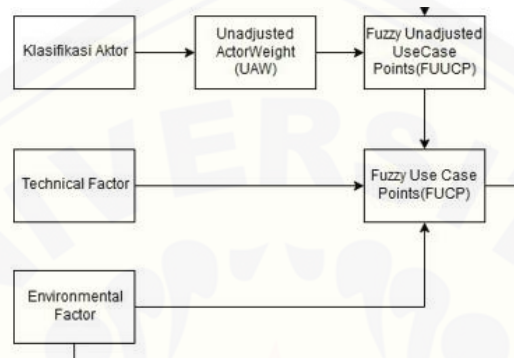 Klasifikasi Aktor
Unadjusted
ActorWeight
(UAW)
Fuzzy Unadjusted
UseCase
Points(FUUCP)
Technical Factor
Fuzzy Use Case
Points(FUCP)
Environmental
Factor